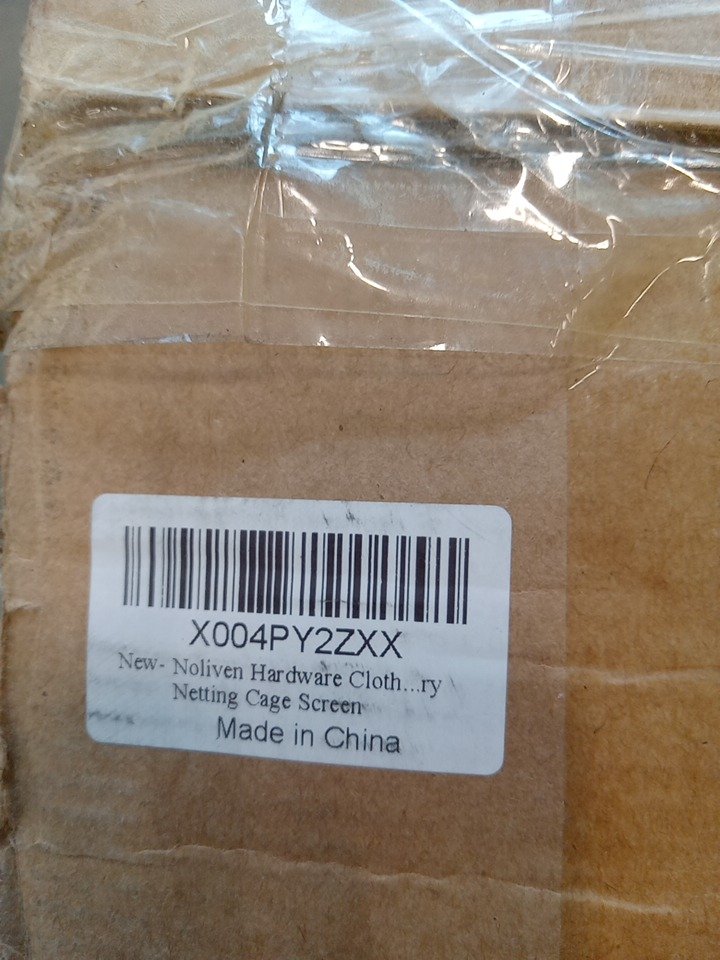 X004PY2ZXX
New- Noliven Hardware Cloth...ry
Netting Cage Screen
Made in China